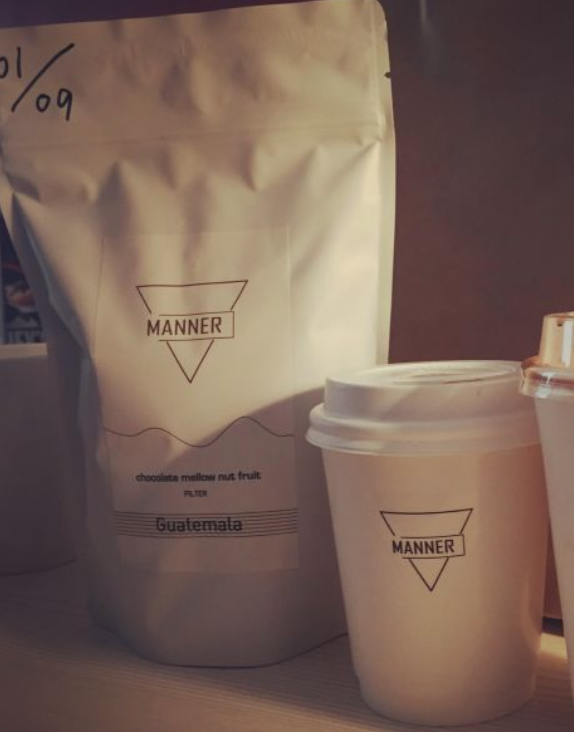 01/09
MANNER
chocolate mellow nut fruit
FILTER
Guatemala
MANNER